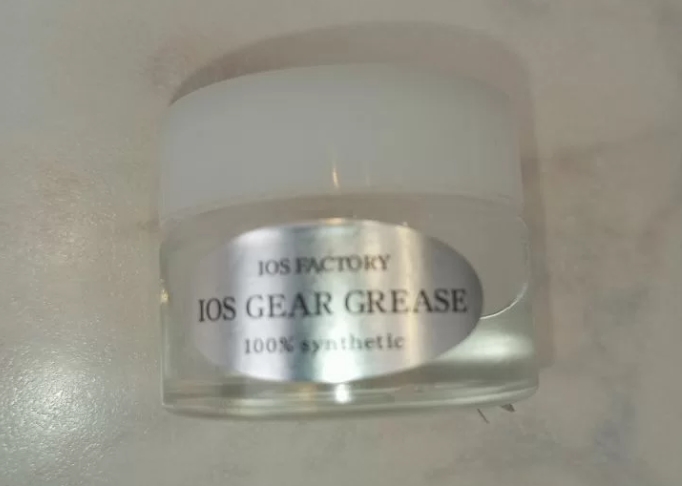 IOS FACTORY
IOS GEAR GREASE
100% synthetic